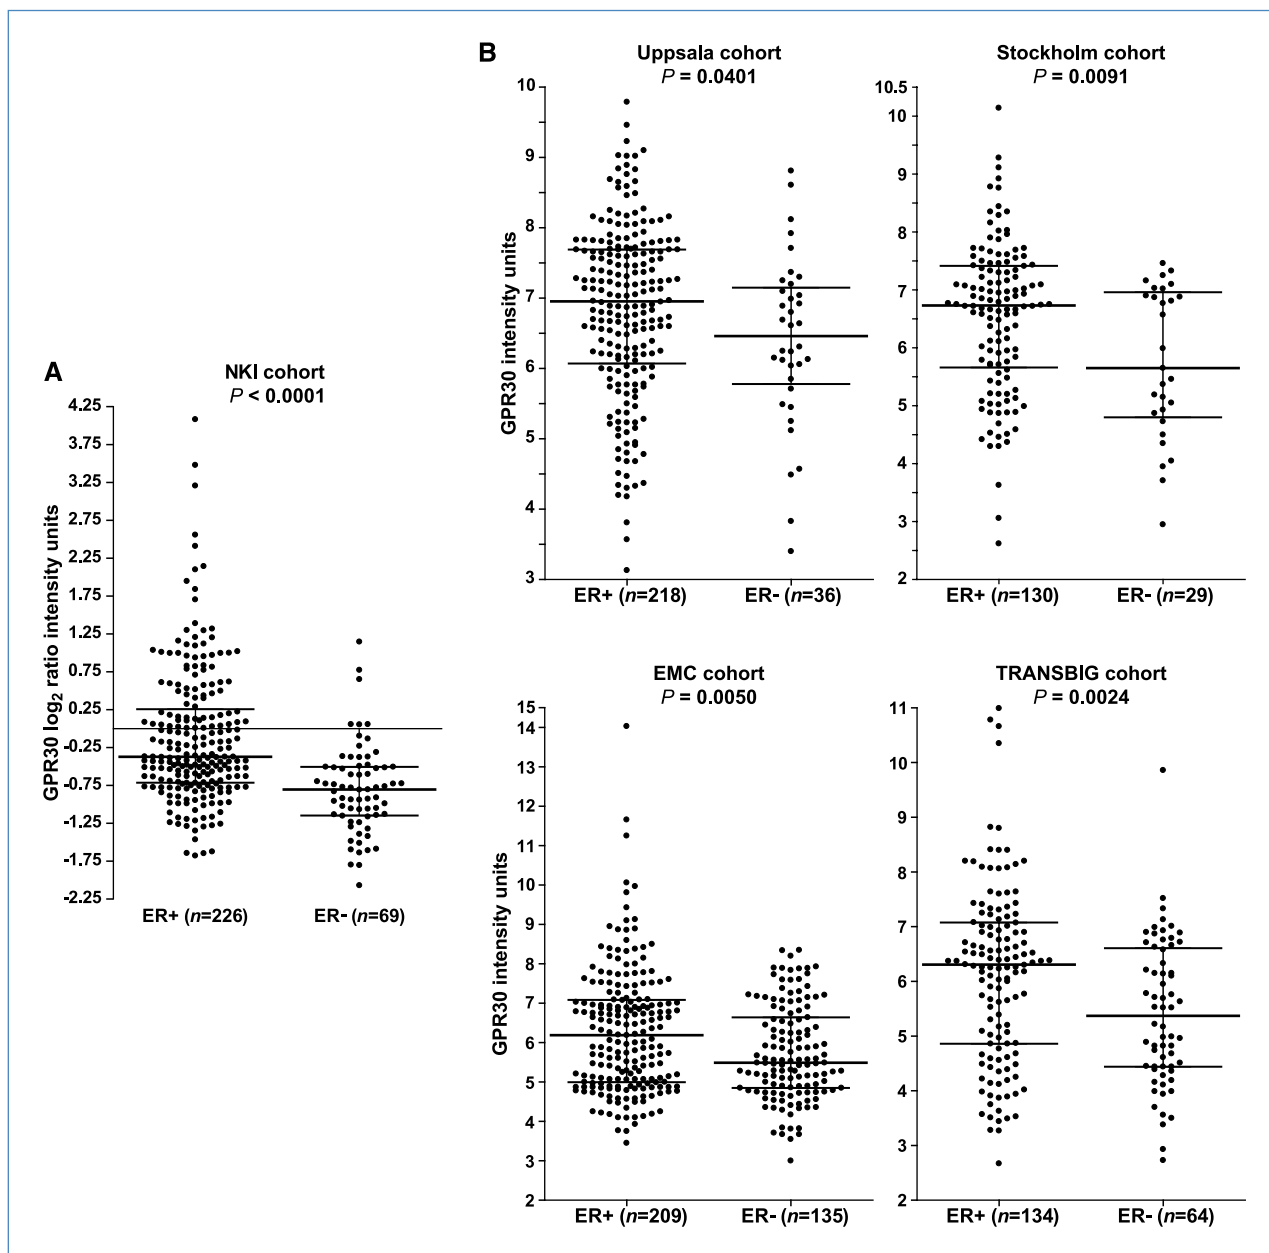 A
NKI cohort
P < 0.0001
GPR30 log2 ratio intensity units
4.25
3.75
3.25
2.75
2.25
1.75
1.25
0.75
0.25
-0.25
-0.75
-1.25
-1.75
-2.25
ER+ (n=226)
ER- (n=69)
B
Uppsala cohort
P = 0.0401
GPR30 intensity units
10
9
8
7
6
5
4
3
ER+ (n=218)
ER- (n=36)
Stockholm cohort
P = 0.0091
10.5
10
9
8
7
6
5
4
3
2
ER+ (n=130)
ER- (n=29)
EMC cohort
P = 0.0050
GPR30 intensity units
15
14
13
12
11
10
9
8
7
6
5
4
3
2
ER+ (n=209)
ER- (n=135)
TRANSBIG cohort
P = 0.0024
11
10
9
8
7
6
5
4
3
2
ER+ (n=134)
ER- (n=64)